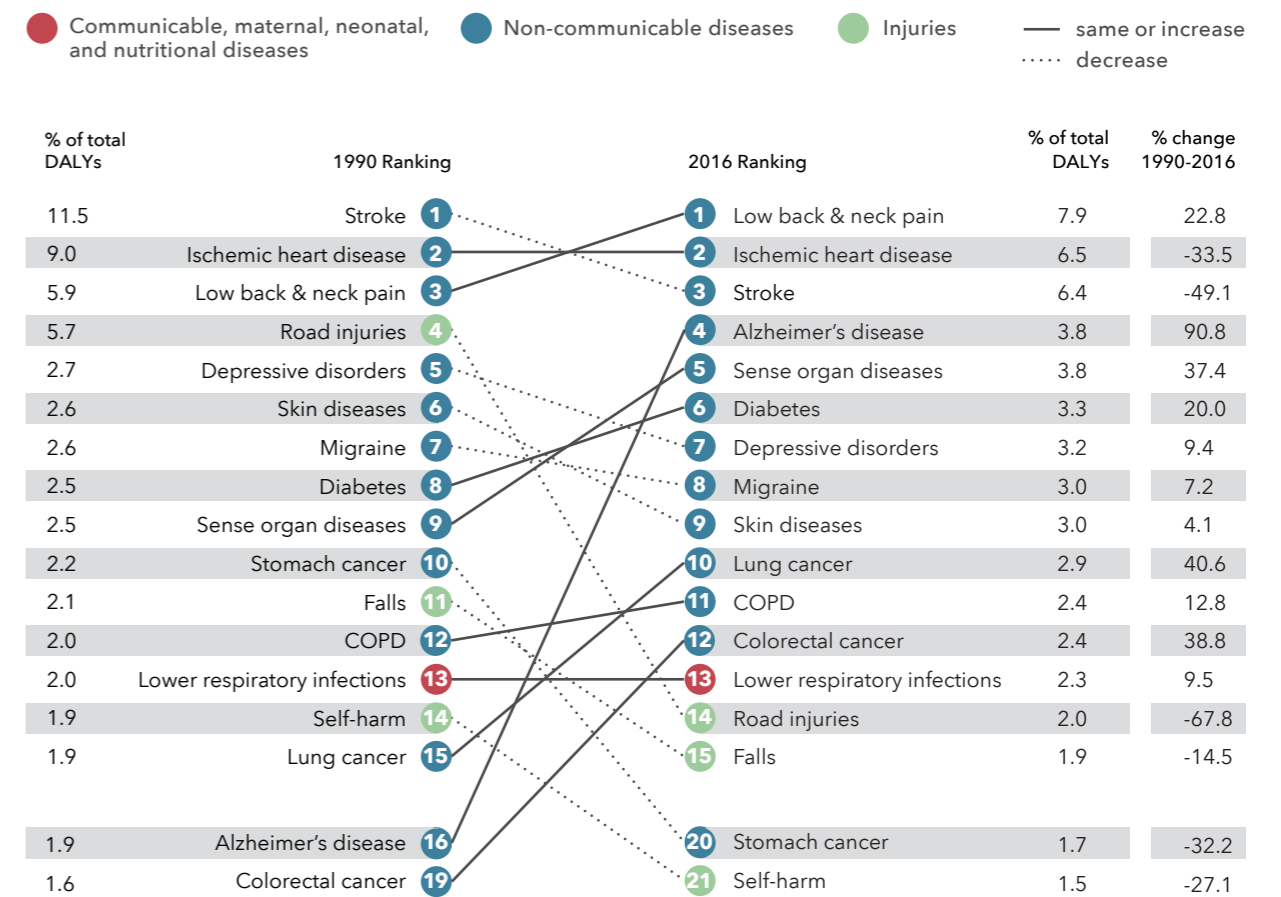 Communicable, maternal, neonatal,
and nutritional diseases
Non-communicable diseases
Injuries
same or increase
decrease
% of total
DALYs
1990 Ranking
2016 Ranking
% of total
DALYs
% change
1990-2016
11.5 Stroke 1 1 Low back & neck pain 7.9 22.8
9.0 Ischemic heart disease 2 2 Ischemic heart disease 6.5 -33.5
5.9 Low back & neck pain 3 3 Stroke 6.4 -49.1
5.7 Road injuries 4 4 Alzheimer’s disease 3.8 90.8
2.7 Depressive disorders 5 5 Sense organ diseases 3.8 37.4
2.6 Skin diseases 6 6 Diabetes 3.3 20.0
2.6 Migraine 7 7 Depressive disorders 3.2 9.4
2.5 Diabetes 8 8 Migraine 3.0 7.2
2.5 Sense organ diseases 9 9 Skin diseases 3.0 4.1
2.2 Stomach cancer 10 10 Lung cancer 2.9 40.6
2.1 Falls 11 11 COPD 2.4 12.8
2.0 COPD 12 12 Colorectal cancer 2.4 38.8
2.0 Lower respiratory infections 13 13 Lower respiratory infections 2.3 9.5
1.9 Self-harm 14 14 Road injuries 2.0 -67.8
1.9 Lung cancer 15 15 Falls 1.9 -14.5
1.9 Alzheimer’s disease 16 20 Stomach cancer 1.7 -32.2
1.6 Colorectal cancer 19 21 Self-harm 1.5 -27.1